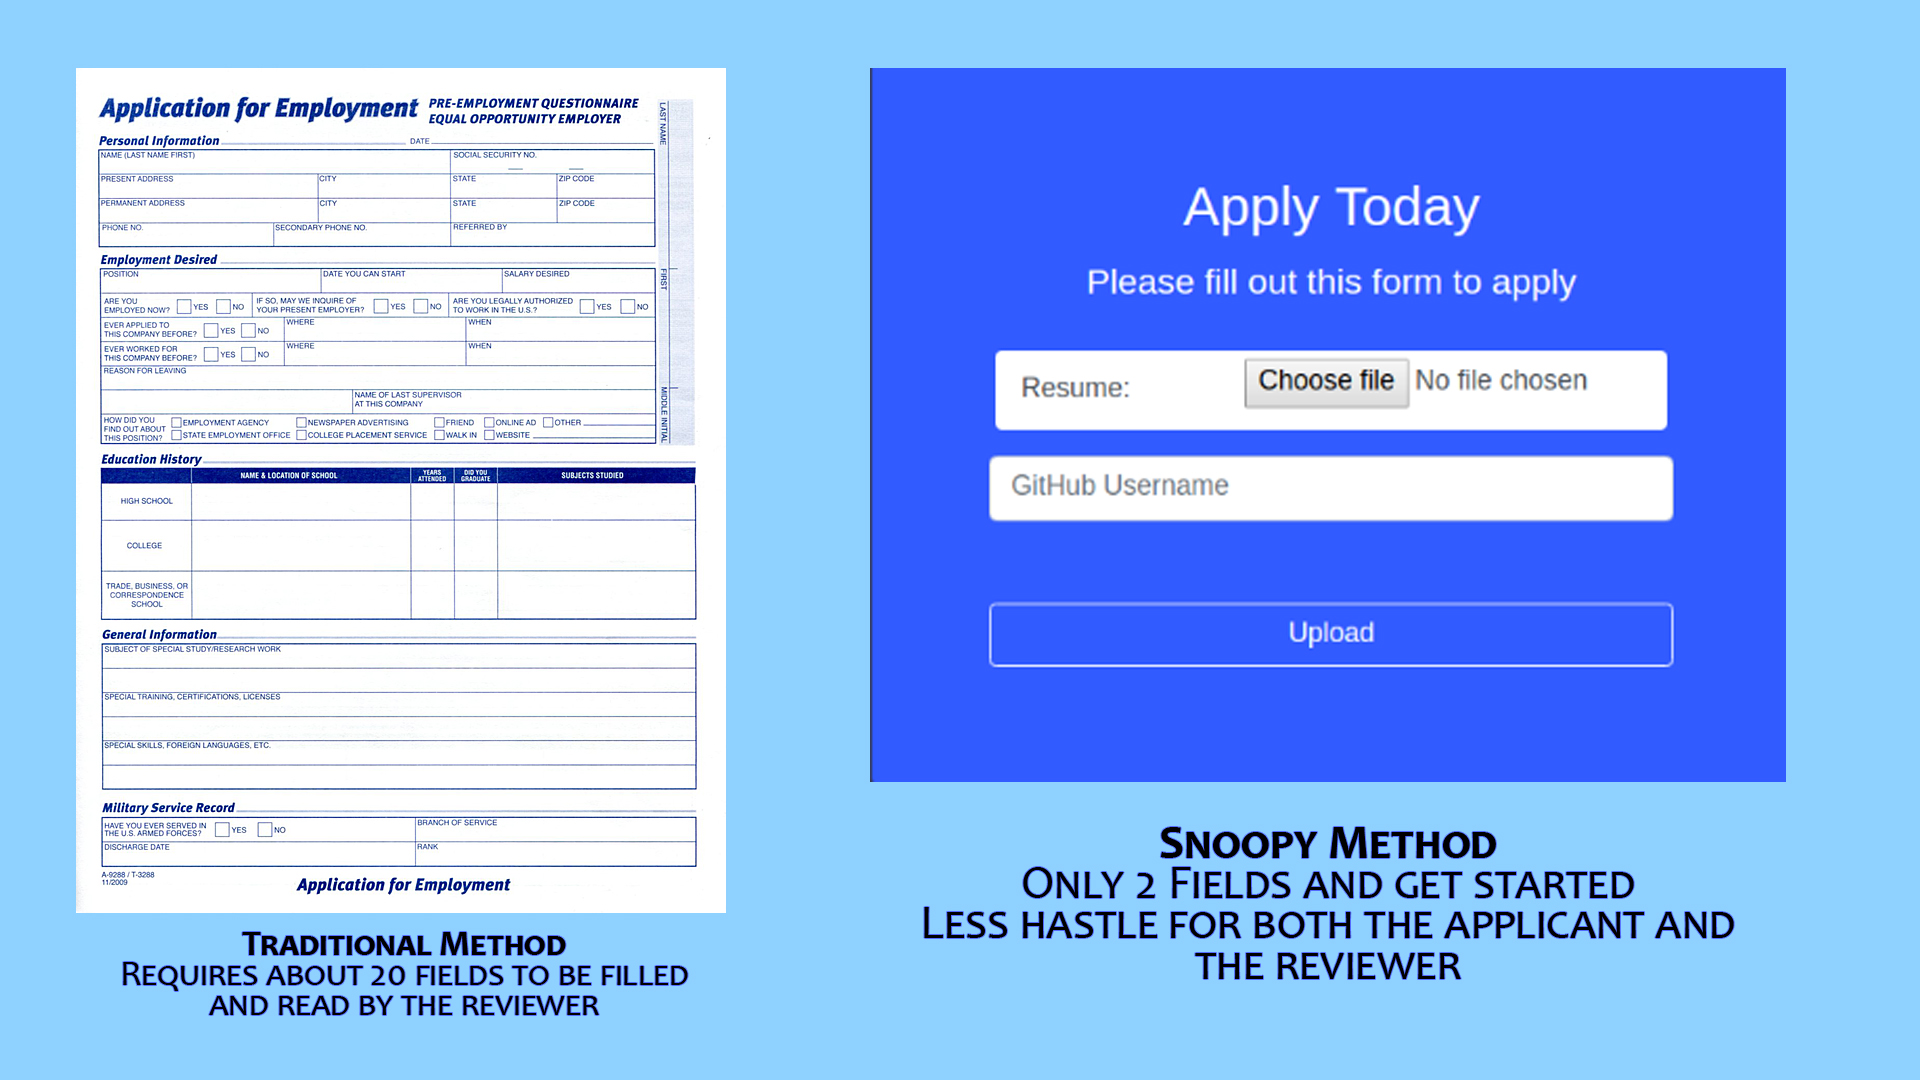 Application for Employment
PRE-EMPLOYMENT QUESTIONNAIRE
EQUAL OPPORTUNITY EMPLOYER
LAST NAME
FIRST
MIDDLE INITIAL
Personal Information
DATE
NAME (LAST NAME FIRST)
SOCIAL SECURITY NO.
PRESENT ADDRESS
CITY
STATE
ZIP CODE
PERMANENT ADDRESS
CITY
STATE
ZIP CODE
PHONE NO.
SECONDARY PHONE NO.
REFERRED BY
Employment Desired
POSITION
DATE YOU CAN START
SALARY DESIRED
ARE YOU
EMPLOYED NOW?
YES
NO
IF SO, MAY WE INQUIRE OF
YOUR PRESENT EMPLOYER?
YES
NO
ARE YOU LEGALLY AUTHORIZED
TO WORK IN THE U.S.?
YES
NO
EVER APPLIED TO
THIS COMPANY BEFORE?
YES
NO
WHERE
WHEN
EVER WORKED FOR
THIS COMPANY BEFORE?
YES
NO
WHERE
WHEN
REASON FOR LEAVING
NAME OF LAST SUPERVISOR
AT THIS COMPANY
HOW DID YOU
FIND OUT ABOUT
THIS POSITION?
EMPLOYMENT AGENCY
NEWSPAPER ADVERTISING
FRIEND
ONLINE AD
OTHER
STATE EMPLOYMENT OFFICE
COLLEGE PLACEMENT SERVICE
WALK IN
WEBSITE
Education History
NAME & LOCATION OF SCHOOL
YEARS
ATTENDED
DID YOU
GRADUATE
SUBJECTS STUDIED
HIGH SCHOOL
COLLEGE
TRADE, BUSINESS, OR
CORRESPONDENCE
SCHOOL
General Information
SUBJECT OF SPECIAL STUDY/RESEARCH WORK
SPECIAL TRAINING, CERTIFICATIONS, LICENSES
SPECIAL SKILLS, FOREIGN LANGUAGES, ETC.
Military Service Record
HAVE YOU EVER SERVED IN
THE U.S. ARMED FORCES?
YES
NO
BRANCH OF SERVICE
DISCHARGE DATE
RANK
A-9288 / T-3288
11/2009
Application for Employment
TRADITIONAL METHOD
REQUIRES ABOUT 20 FIELDS TO BE FILLED
AND READ BY THE REVIEWER
Apply Today
Please fill out this form to apply
Resume:
Choose file
No file chosen
GitHub Username
Upload
SNOOPY METHOD
ONLY 2 FIELDS AND GET STARTED
LESS HASTLE FOR BOTH THE APPLICANT AND
THE REVIEWER